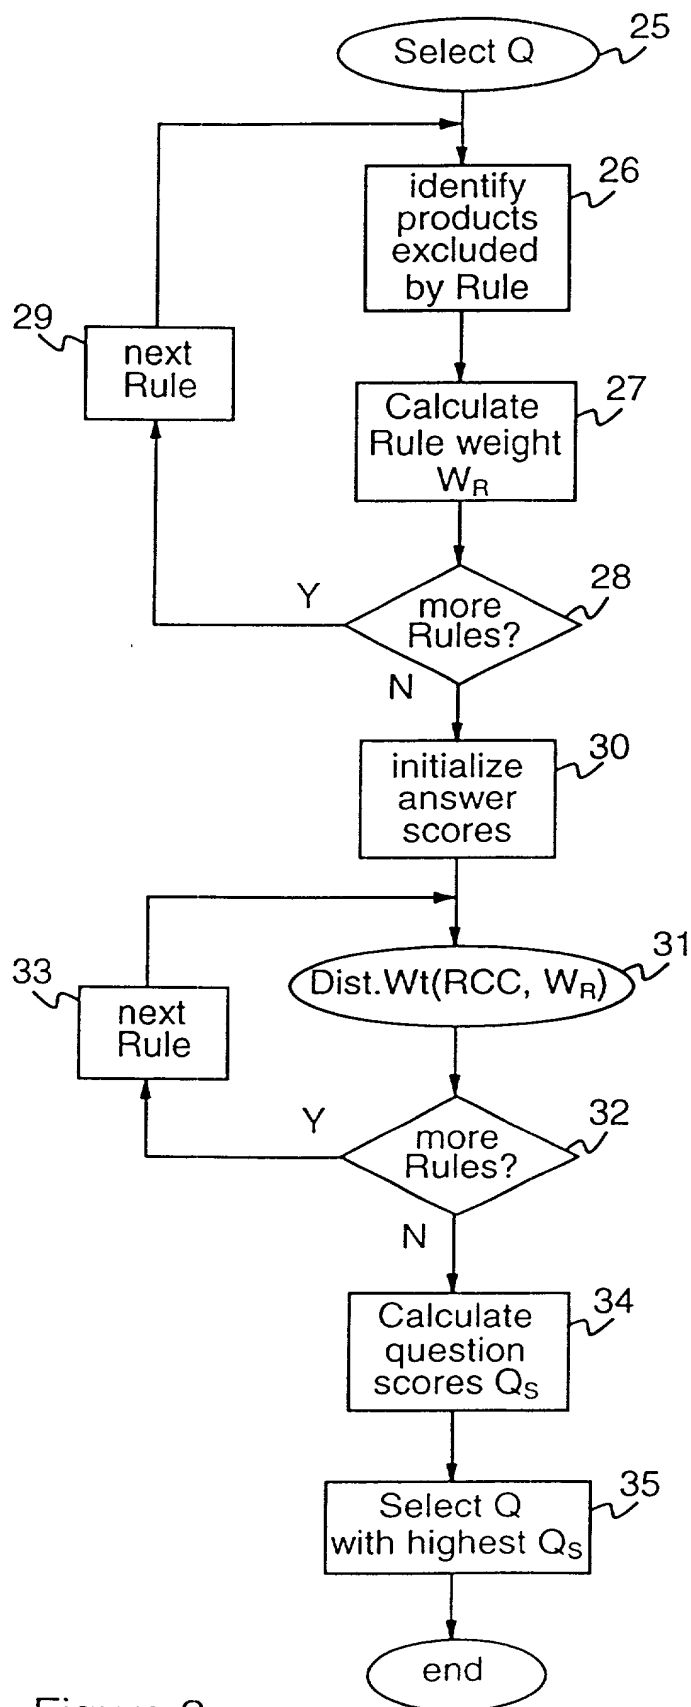 Select Q
25
identify
products
excluded
by Rule
26
29
next
Rule
Calculate
Rule weight
WR
27
Y
more
Rules?
28
N
initialize
answer
scores
30
33
next
Rule
Dist.Wt(RCC, WR)
31
Y
more
Rules?
32
N
Calculate
question
scores QS
34
Select Q
with highest QS
35
end
Figure